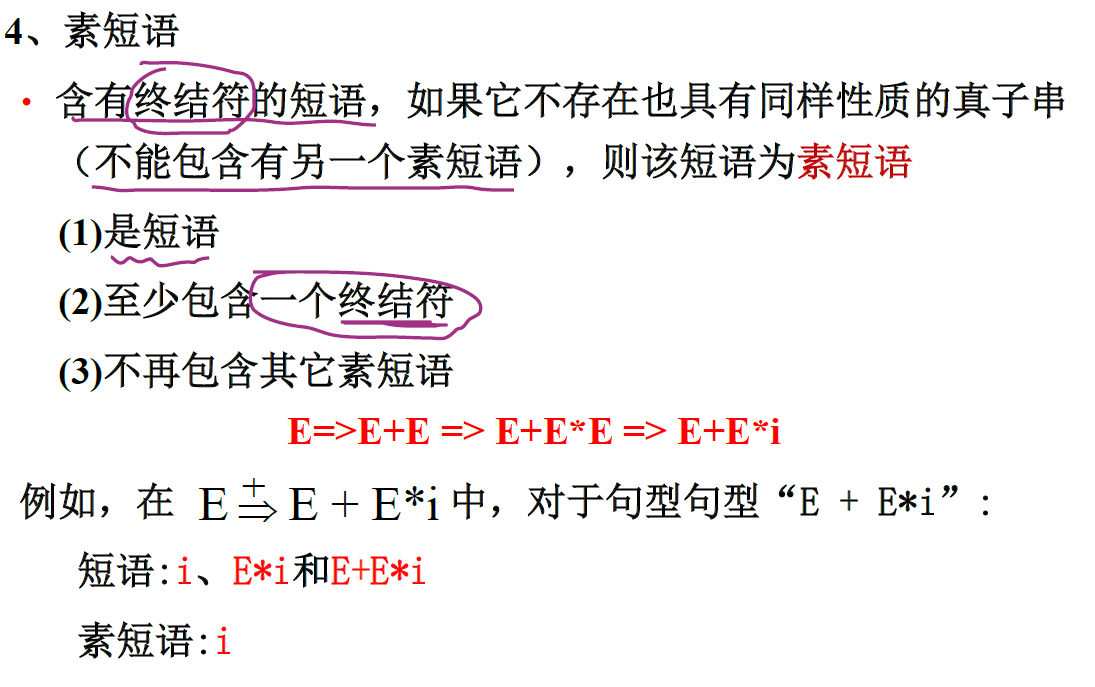 4、素短语
• 含有终结符的短语，如果它不存在也具有同样性质的真子串
（不能包含有另一个素短语），则该短语为素短语
(1)是短语
(2)至少包含一个终结符
(3)不再包含其它素短语
E=>E+E => E+E*E => E+E*i
例如，在 E +⇒ E + E*i 中，对于句型句型“E + E*i”:
短语:i、E*i和E+E*i
素短语:i